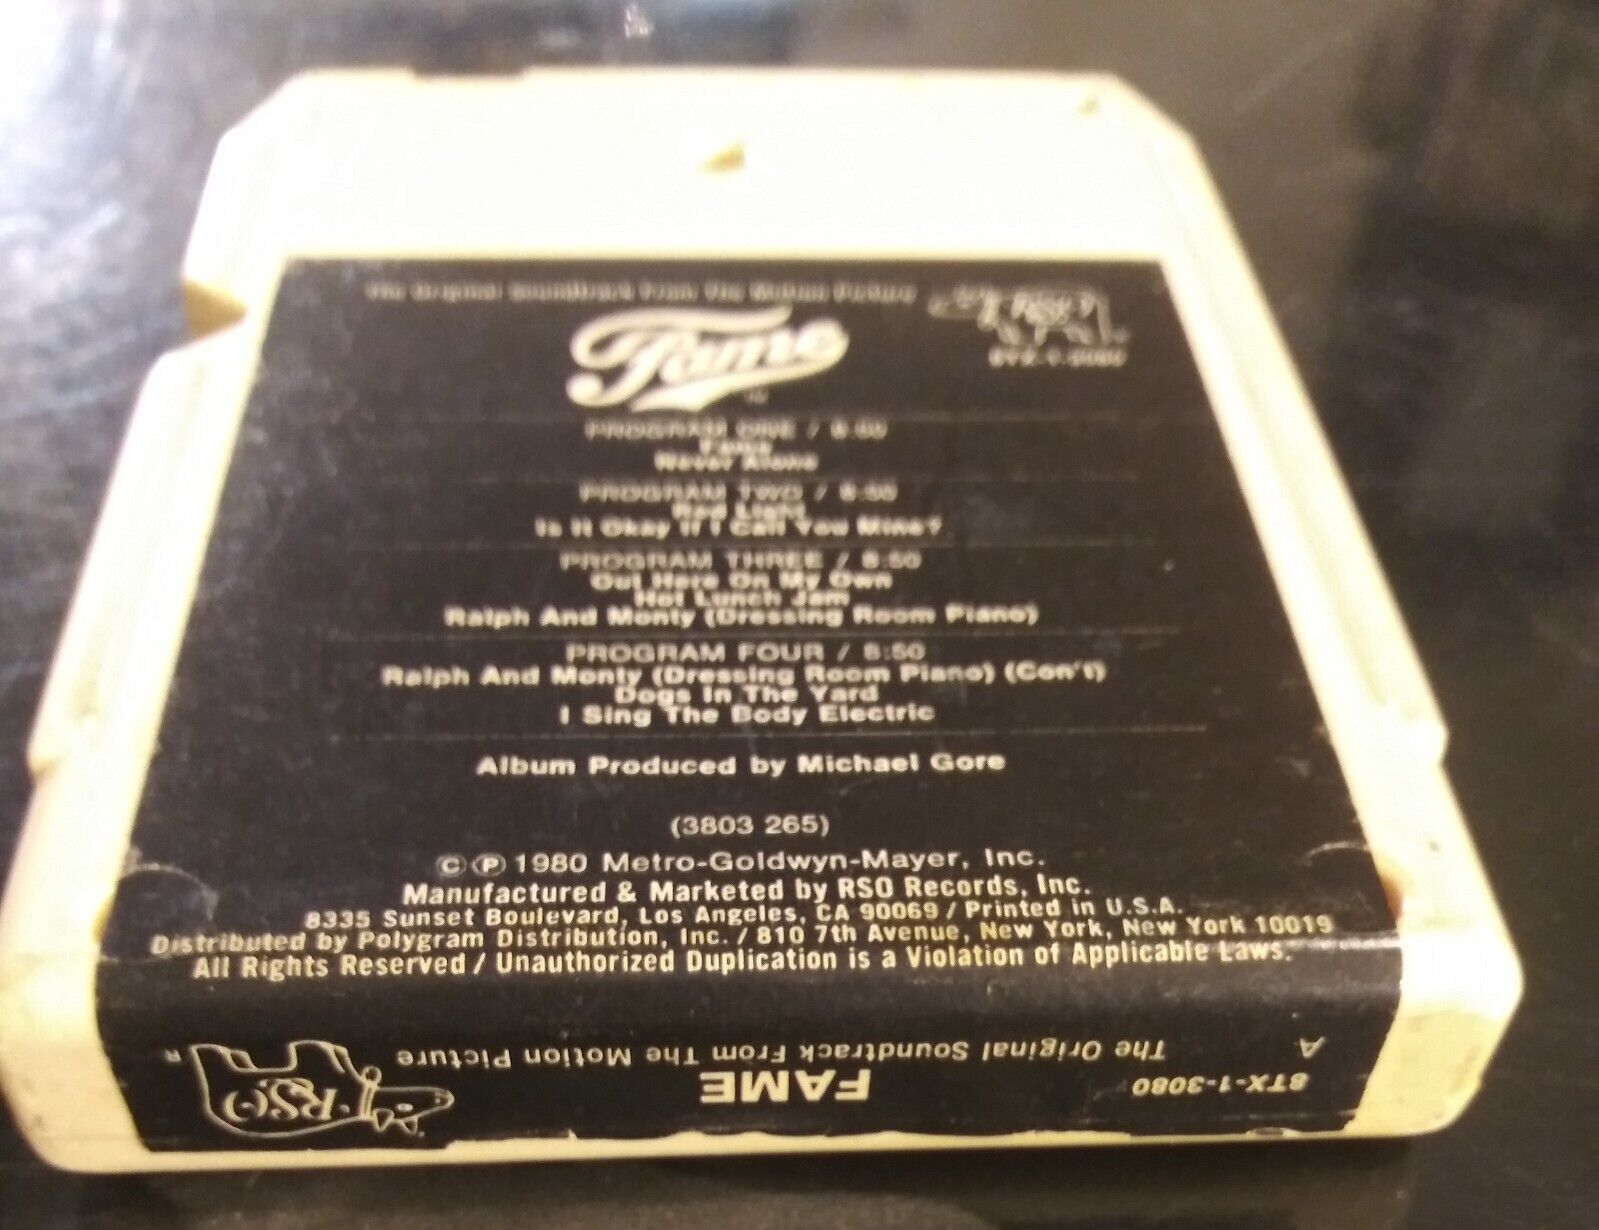 The Original Soundtrack From The Motion Picture
RSO
8TX-1-3080
Fame
PROGRAM ONE / 8:50
Fame
Never Alone
PROGRAM TWO / 8:50
Red Light
Is It Okay If I Call You Mine?
PROGRAM THREE / 8:50
Out Here On My Own
Hot Lunch Jam
Ralph And Monty (Dressing Room Piano)
PROGRAM FOUR / 8:50
Ralph And Monty (Dressing Room Piano) (Con't)
Dogs In The Yard
I Sing The Body Electric
Album Produced by Michael Gore
(3803 265)
© ℗ 1980 Metro-Goldwyn-Mayer, Inc.
Manufactured & Marketed by RSO Records, Inc.
8335 Sunset Boulevard, Los Angeles, CA 90069 / Printed in U.S.A.
Distributed by Polygram Distribution, Inc. / 810 7th Avenue, New York, New York 10019
All Rights Reserved / Unauthorized Duplication is a Violation of Applicable Laws.
8TX-1-3080
FAME
RSO
A
The Original Soundtrack From The Motion Picture
R